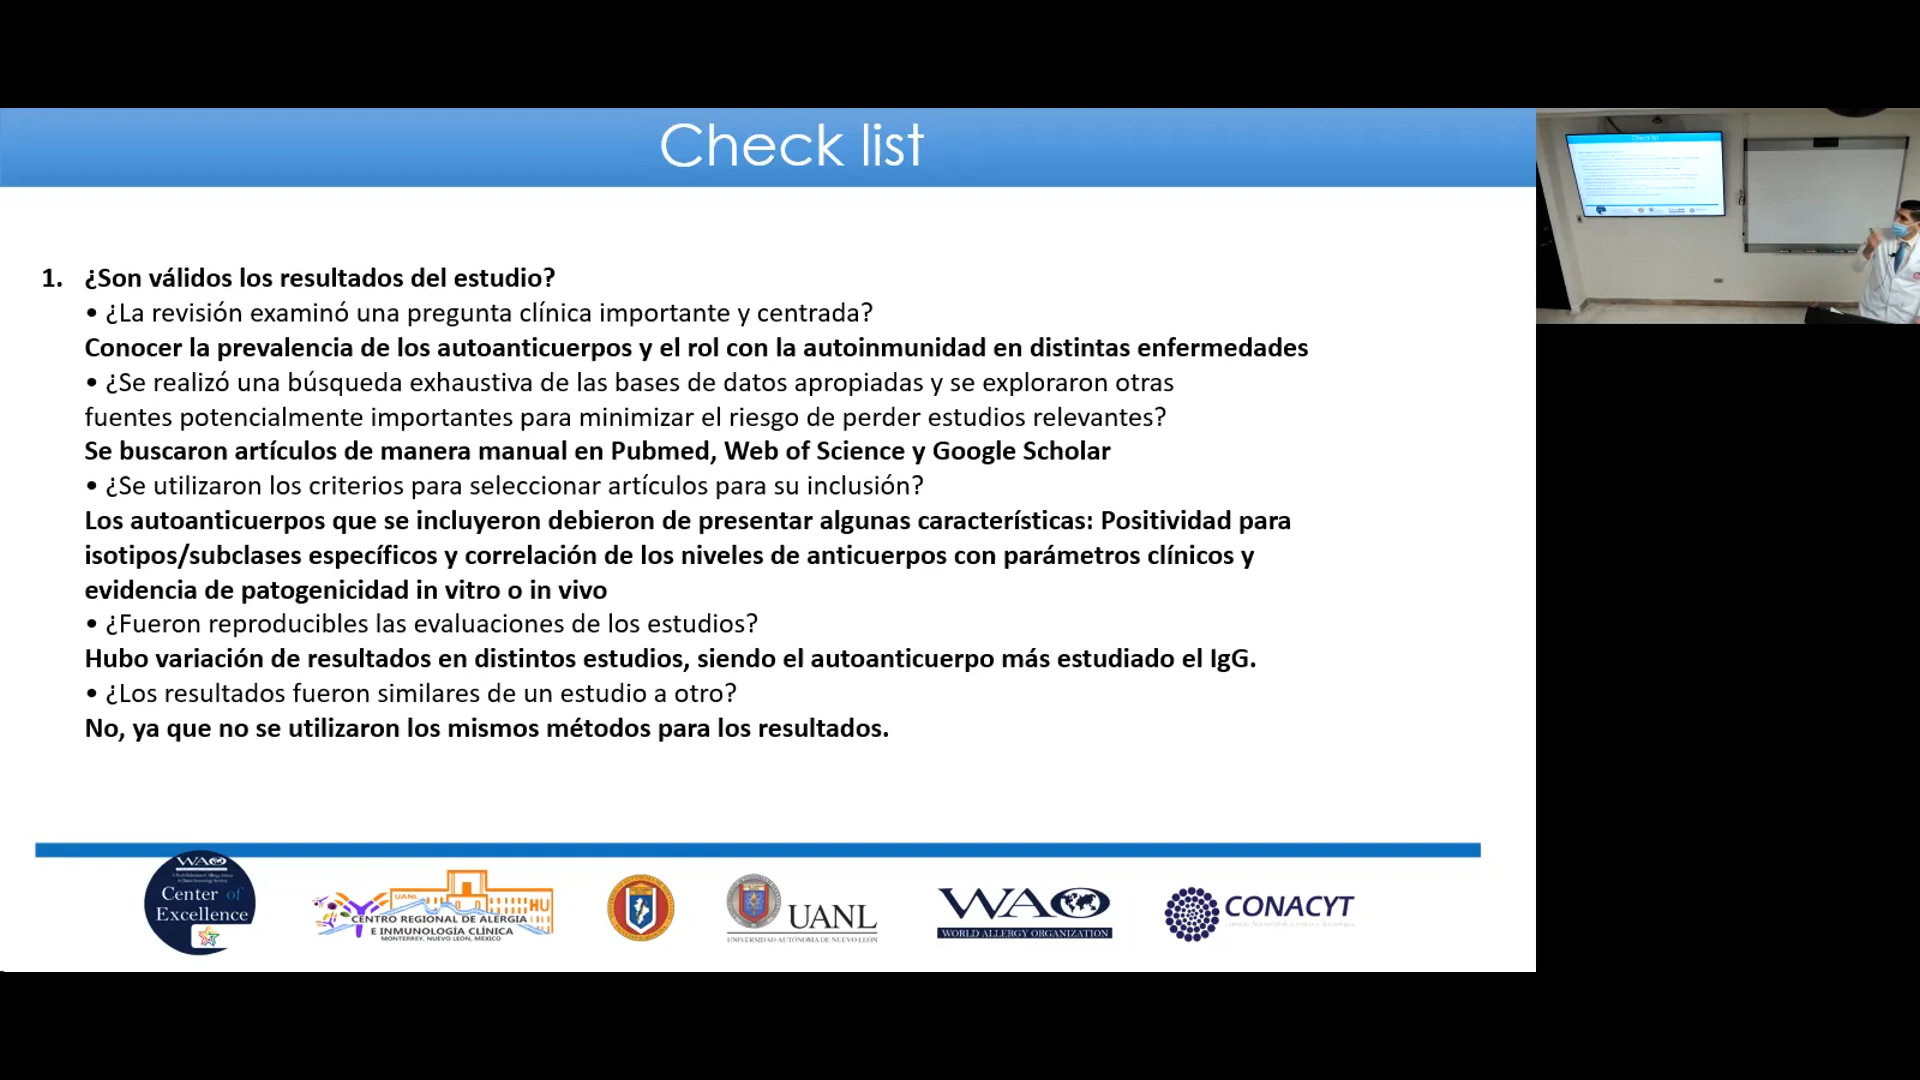 Check list
1. ¿Son válidos los resultados del estudio?
• ¿La revisión examinó una pregunta clínica importante y centrada?
Conocer la prevalencia de los autoanticuerpos y el rol con la autoinmunidad en distintas enfermedades
• ¿Se realizó una búsqueda exhaustiva de las bases de datos apropiadas y se exploraron otras
fuentes potencialmente importantes para minimizar el riesgo de perder estudios relevantes?
Se buscaron artículos de manera manual en Pubmed, Web of Science y Google Scholar
• ¿Se utilizaron los criterios para seleccionar artículos para su inclusión?
Los autoanticuerpos que se incluyeron debieron de presentar algunas características: Positividad para
isotipos/subclases específicos y correlación de los niveles de anticuerpos con parámetros clínicos y
evidencia de patogenicidad in vitro o in vivo
• ¿Fueron reproducibles las evaluaciones de los estudios?
Hubo variación de resultados en distintos estudios, siendo el autoanticuerpo más estudiado el IgG.
• ¿Los resultados fueron similares de un estudio a otro?
No, ya que no se utilizaron los mismos métodos para los resultados.
WAO
Center of
Excellence
UANL
HU
CENTRO REGIONAL DE ALERGIA
E INMUNOLOGÍA CLÍNICA
MONTERREY, NUEVO LEÓN, MÉXICO
UANL
UNIVERSIDAD AUTÓNOMA DE NUEVO LEÓN
WAO
WORLD ALLERGY ORGANIZATION
CONACYT